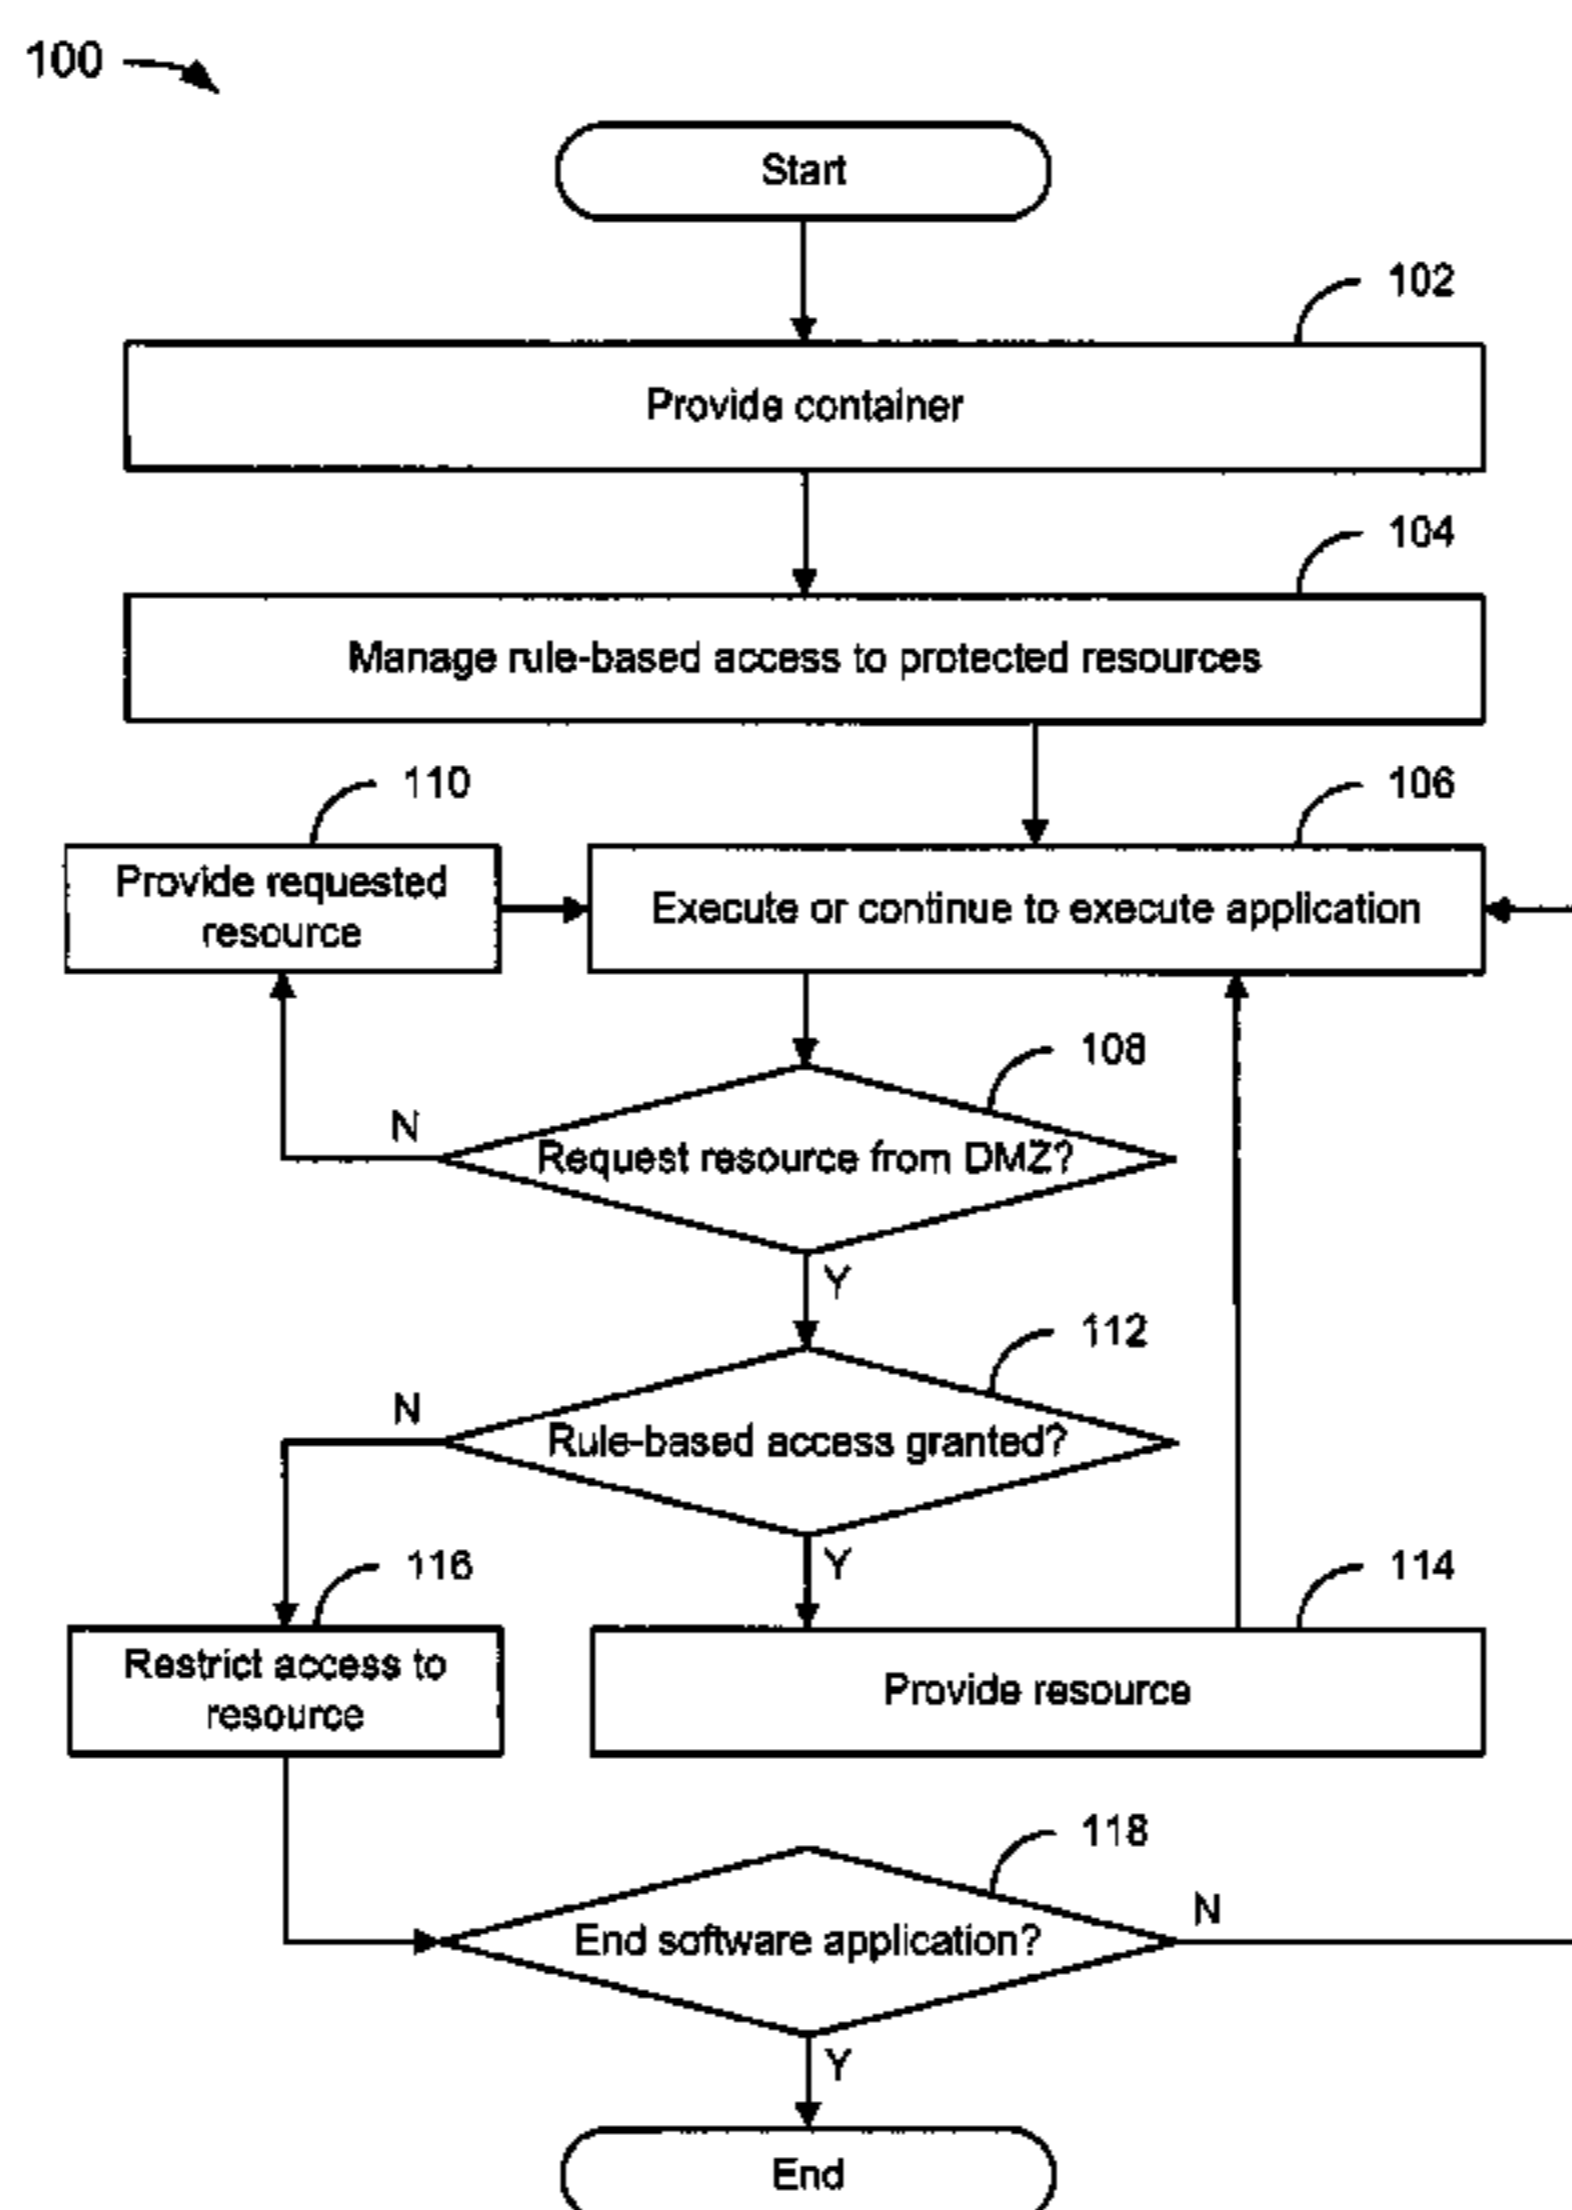 100
Start
102
Provide container
104
Manage rule-based access to protected resources
110
106
Provide requested
resource
Execute or continue to execute application
108
N
Request resource from DMZ?
Y
112
N
Rule-based access granted?
Y
116
114
Restrict access to
resource
Provide resource
118
N
End software application?
Y
End